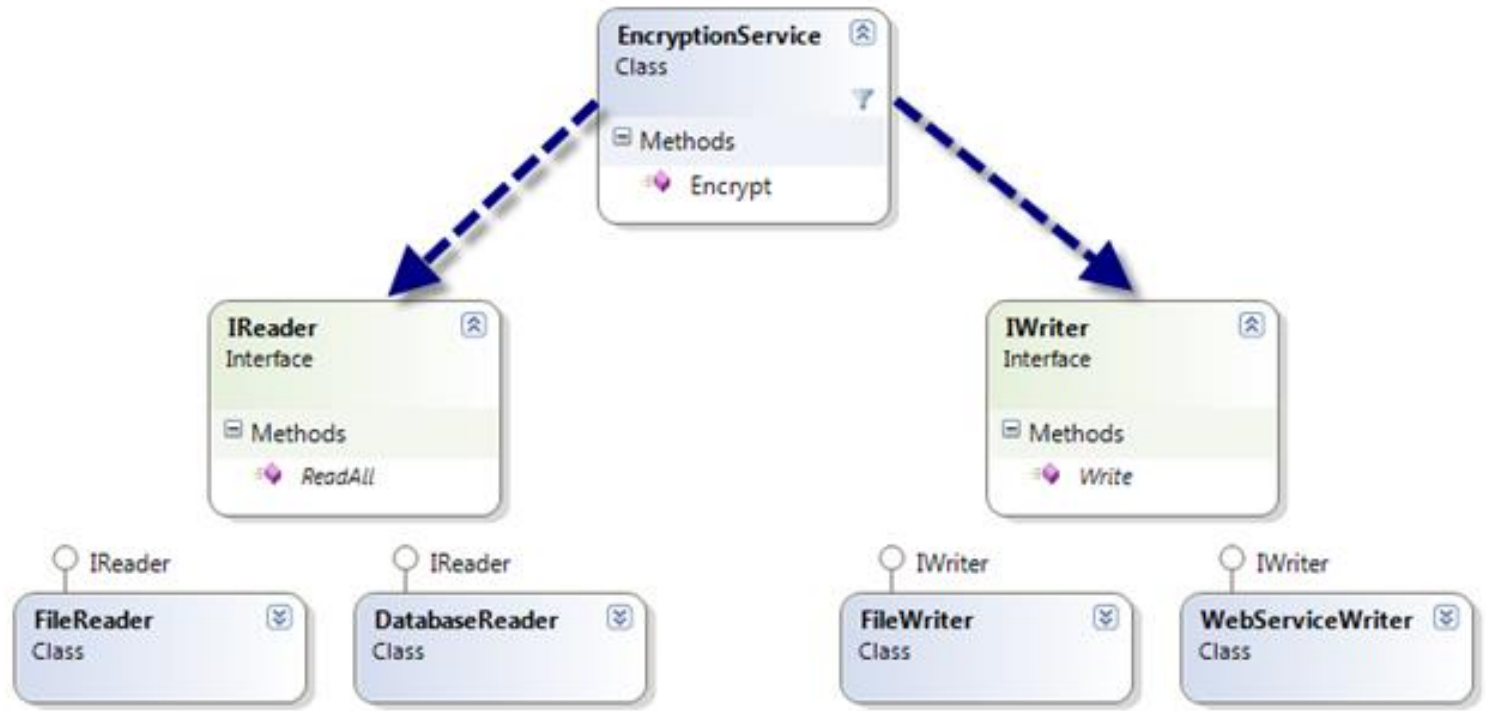 EncryptionService
Class
Methods
Encrypt
IReader
Interface
Methods
ReadAll
IWriter
Interface
Methods
Write
IReader
FileReader
Class
IReader
DatabaseReader
Class
IWriter
FileWriter
Class
IWriter
WebServiceWriter
Class